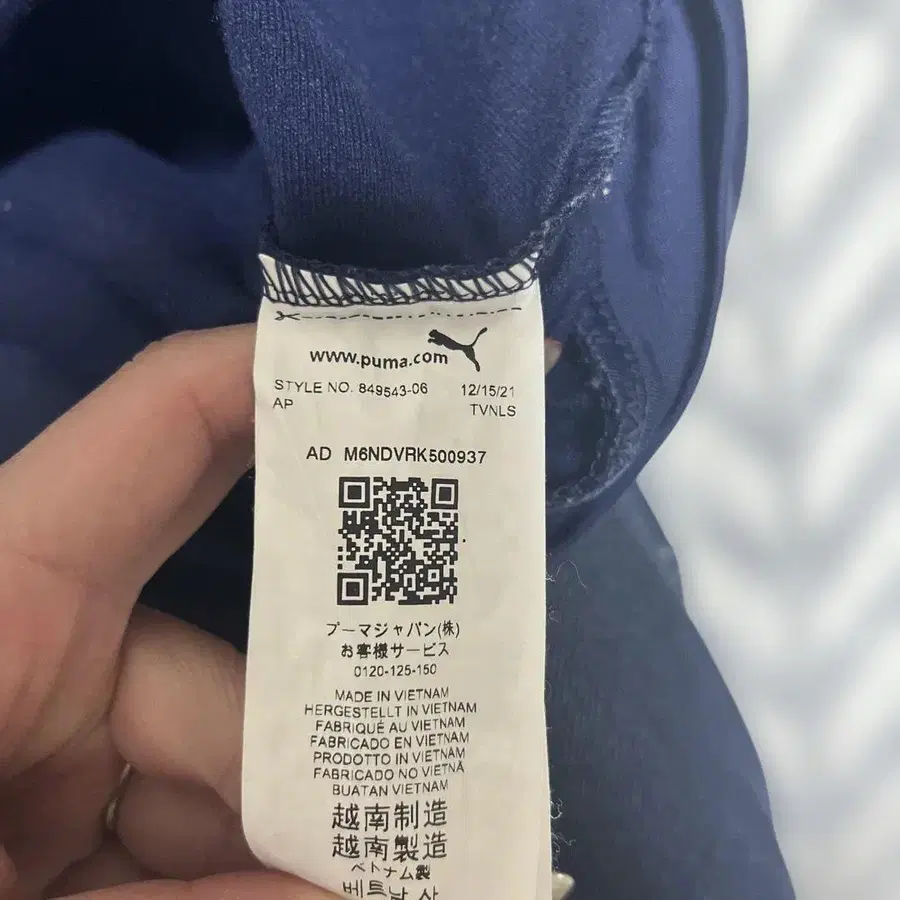 www.puma.com
STYLE NO. 849543-06 12/15/21
AP TVNLS
AD M6NDVRK500937
プーマジャパン(株)
お客様サービス
0120-125-150
MADE IN VIETNAM
HERGESTELLT IN VIETNAM
FABRIQUÉ AU VIETNAM
FABRICADO EN VIETNAM
PRODOTTO IN VIETNAM
FABRICADO NO VIETNÃ
BUATAN VIETNAM
越南制造
越南製造
ベトナム製
베트남